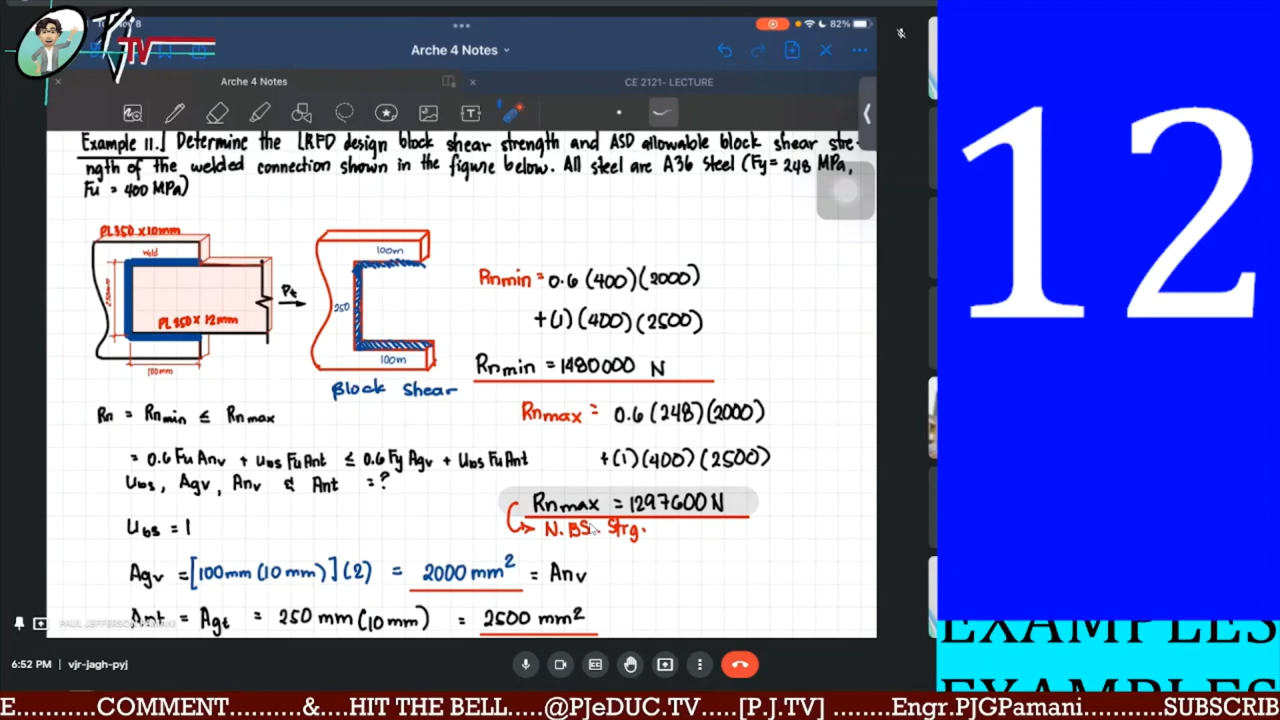 PJ TV
82%
Arche 4 Notes
Arche 4 Notes
CE 2121- LECTURE
Example 11.] Determine the LRFD design block shear strength and ASD allowable block shear stre-
ngth of the welded connection shown in the figure below. All steel are A36 Steel (Fy = 248 MPa,
Fu = 400 MPa)
PL350 x 10mm
weld
250mm
PL 250 x 12mm
100mm
Pt
100m
250
100m
Block Shear
Rnmin = 0.6 (400)(2000)
+(1)(400)(2500)
Rnmin = 1480000 N
Rn = Rnmin ≤ Rnmax
Rnmax = 0.6 (248)(2000)
= 0.6 Fu Anv + Ubs Fu Ant ≤ 0.6 Fy Agv + Ubs Fu Ant
+(1)(400)(2500)
Ubs, Agv, Anv & Ant = ?
Rnmax = 1297600 N
N.BS. Strg.
Ubs = 1
Agv = [100mm (10 mm)](2) = 2000 mm² = Anv
Ant = Agt = 250 mm (10 mm) = 2500 mm²
6:52 PM | vjr-jagh-pyj
12
EXAMPLES
E..........COMMENT.........&....HIT THE BELL.....@PJeDUC.TV.....[P.J.TV].....Engr.PJGPamani....SUBSCRIB